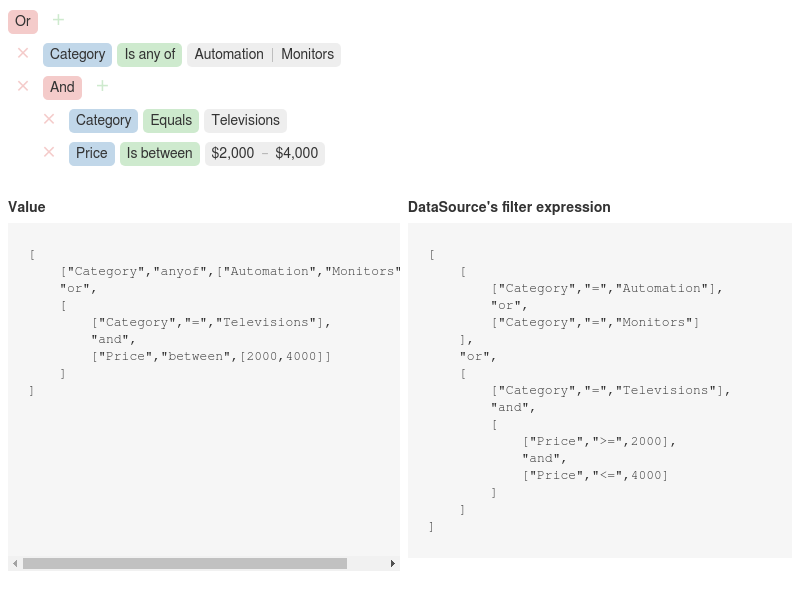 Or +
× Category Is any of Automation | Monitors
× And +
× Category Equals Televisions
× Price Is between $2,000 – $4,000
Value
[
["Category","anyof",["Automation","Monitors"
"or",
[
["Category","=","Televisions"],
"and",
["Price","between",[2000,4000]]
]
]
DataSource's filter expression
[
[
["Category","=","Automation"],
"or",
["Category","=","Monitors"]
],
"or",
[
["Category","=","Televisions"],
"and",
[
["Price",">=",2000],
"and",
["Price","<=",4000]
]
]
]